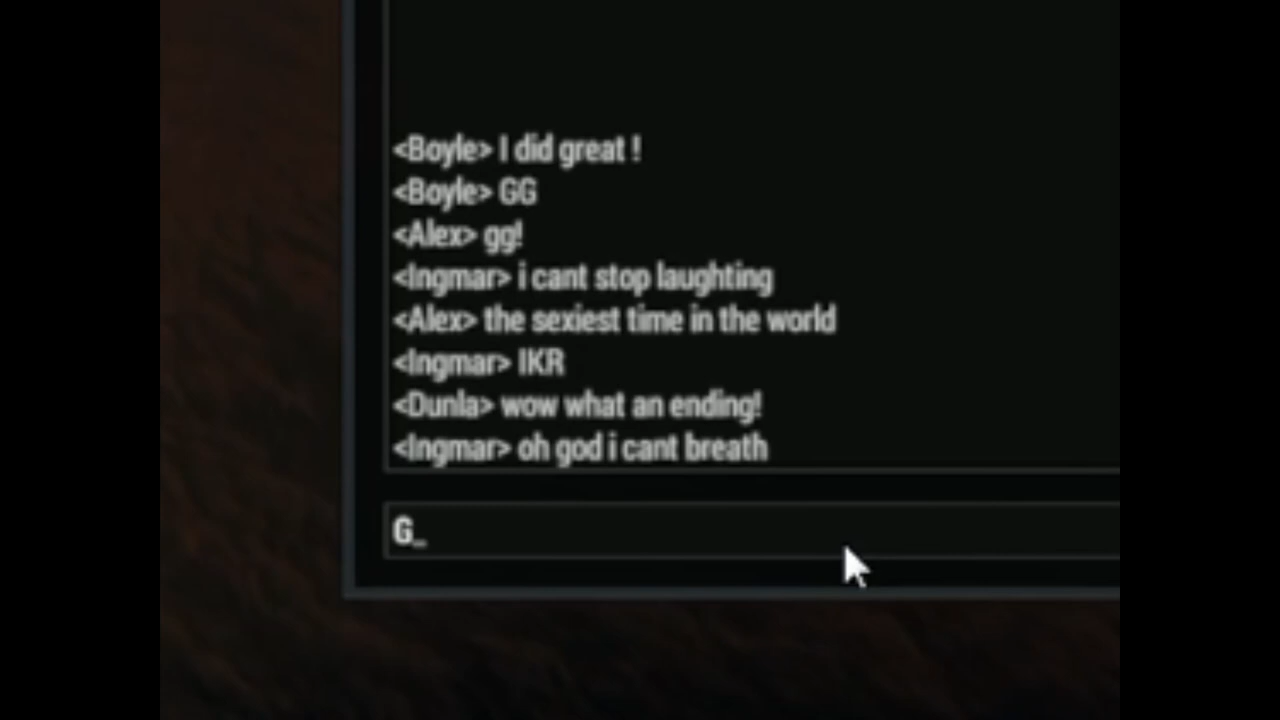 <Boyle> I did great !
<Boyle> GG
<Alex> gg!
<Ingmar> i cant stop laughting
<Alex> the sexiest time in the world
<Ingmar> IKR
<Dunla> wow what an ending!
<Ingmar> oh god i cant breath
G_